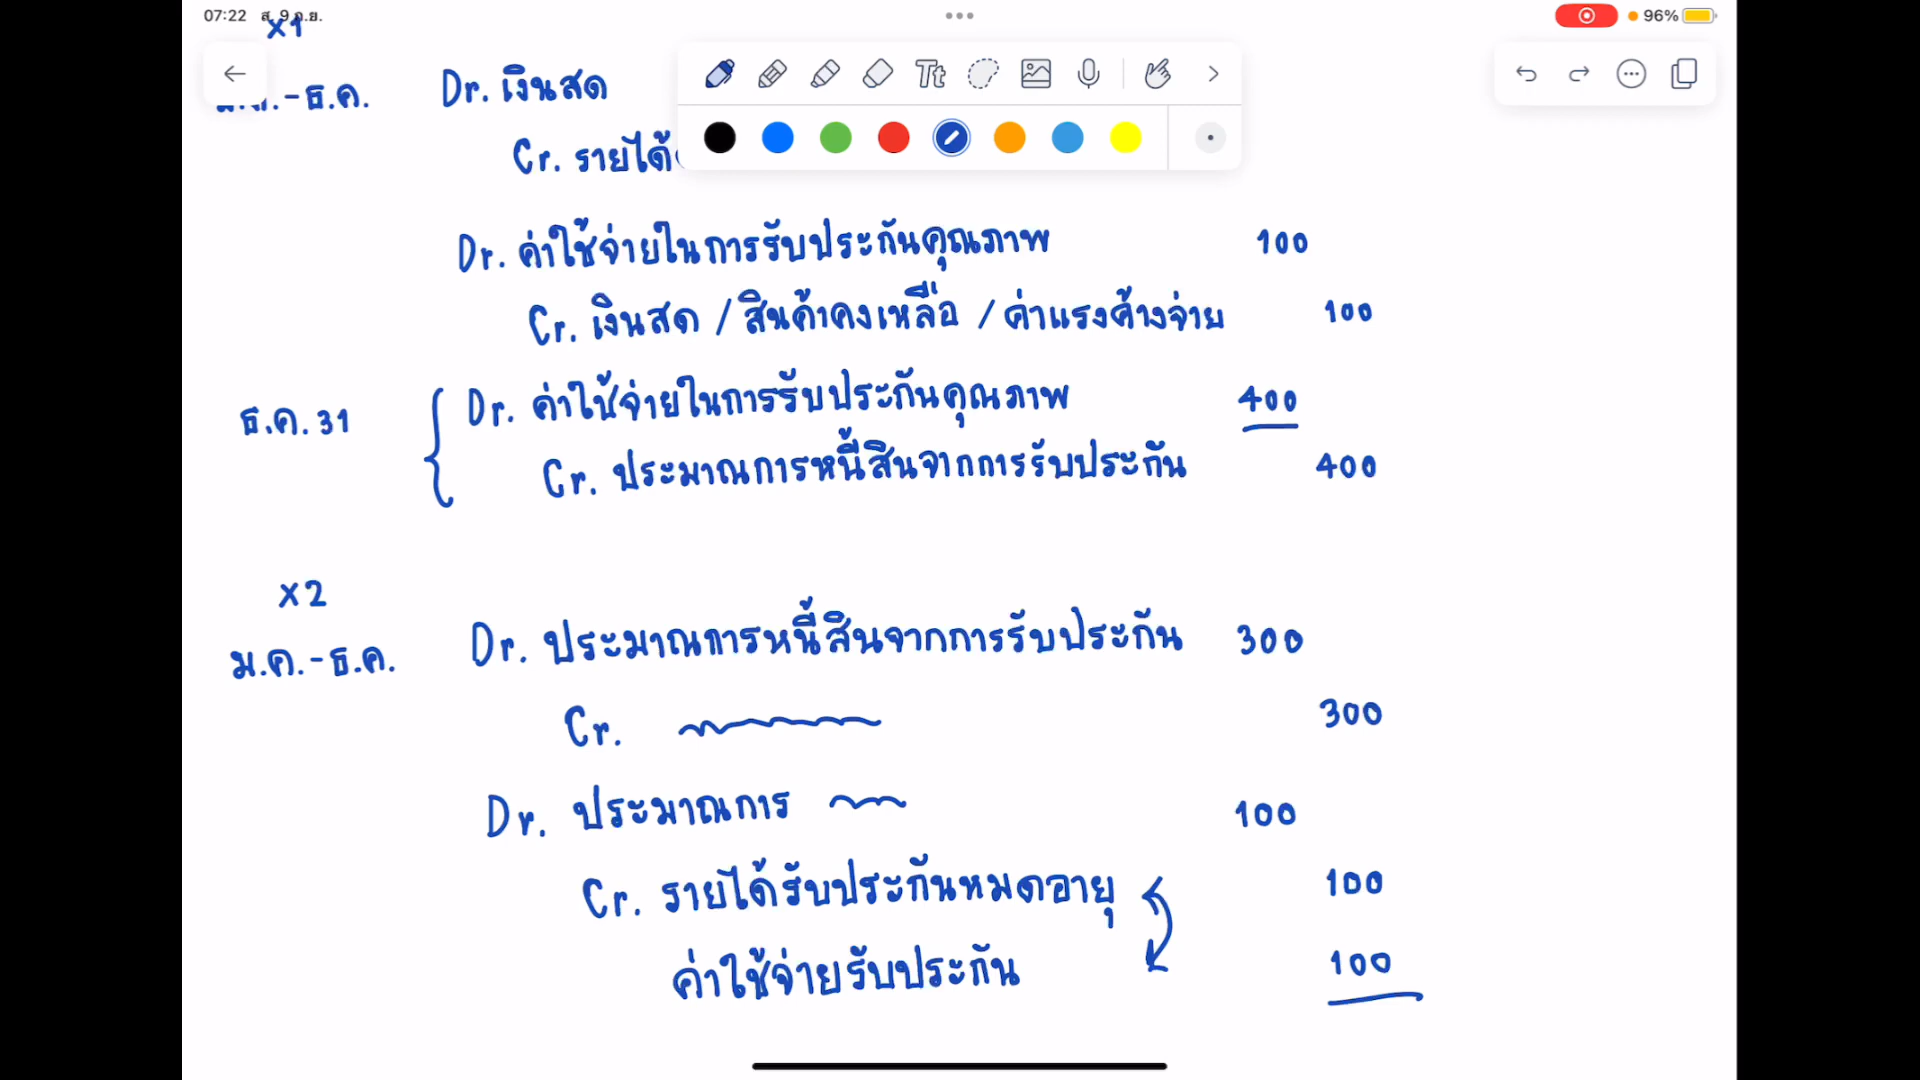 07:22 ส. 9 ก.ย.
96%
X1
ม.ค.-ธ.ค. Dr. เงินสด
Cr. รายได้
Tt
Dr. ค่าใช้จ่ายในการรับประกันคุณภาพ 100
Cr. เงินสด / สินค้าคงเหลือ / ค่าแรงค้างจ่าย 100
ธ.ค. 31 Dr. ค่าใช้จ่ายในการรับประกันคุณภาพ 400
Cr. ประมาณการหนี้สินจากการรับประกัน 400
X2
ม.ค.-ธ.ค. Dr. ประมาณการหนี้สินจากการรับประกัน 300
Cr. 300
Dr. ประมาณการ 100
Cr. รายได้รับประกันหมดอายุ 100
ค่าใช้จ่ายรับประกัน 100